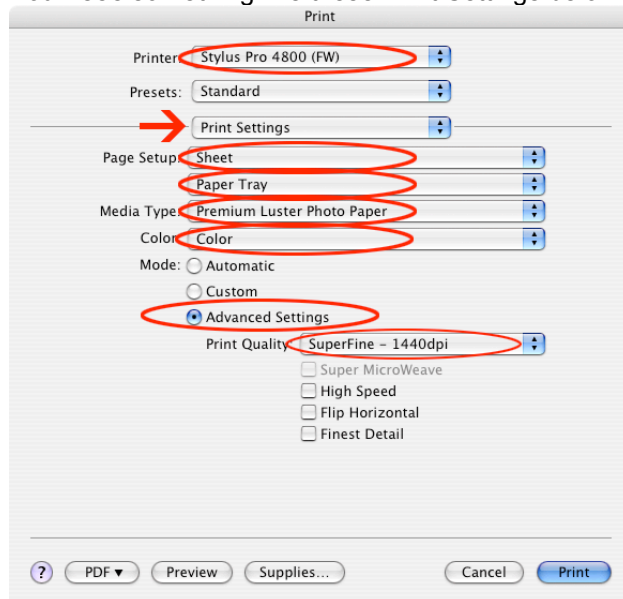 Print
Printer: Stylus Pro 4800 (FW)
Presets: Standard
Print Settings
Page Setup: Sheet
Paper Tray
Media Type: Premium Luster Photo Paper
Color: Color
Mode: Automatic
Custom
Advanced Settings
Print Quality: SuperFine – 1440dpi
Super MicroWeave
High Speed
Flip Horizontal
Finest Detail
? PDF ▼ Preview Supplies... Cancel Print